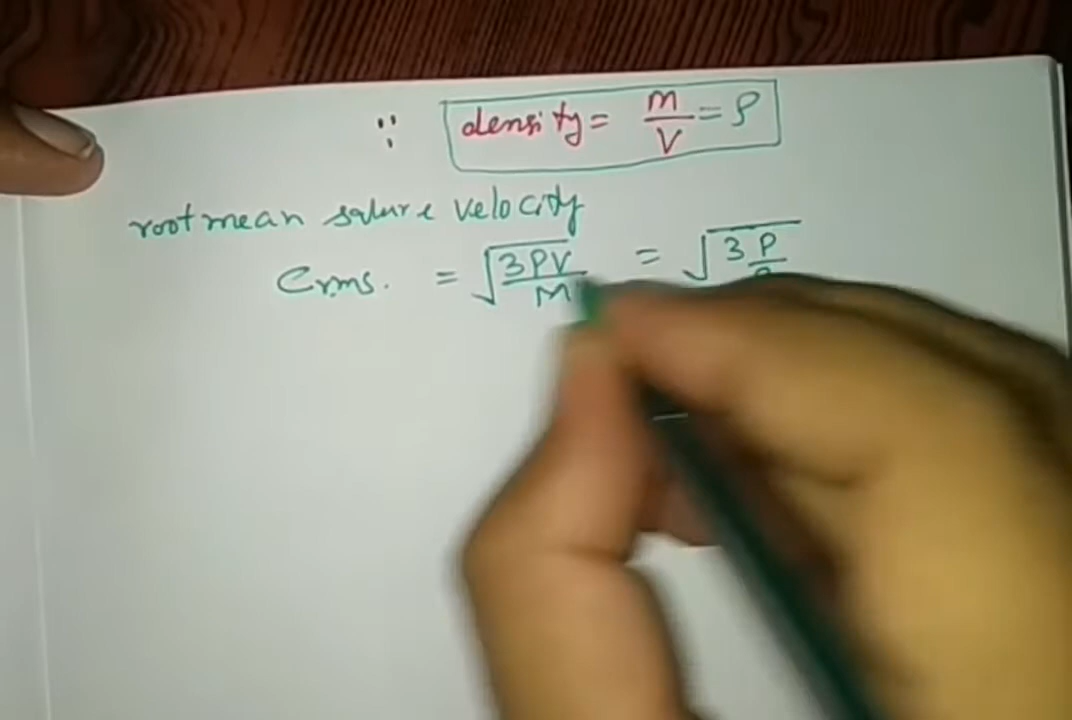 ∵ density = m/V = ρ
root mean salure velocity
Crms. = √(3PV/M) = √(3P/ρ)